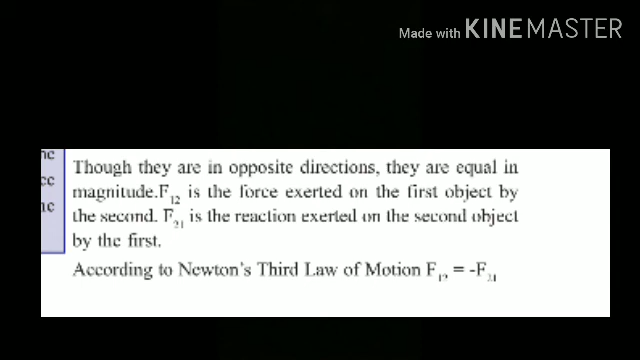 Made with KINEMASTER
Though they are in opposite directions, they are equal in
magnitude.F₁₂ is the force exerted on the first object by
the second. F₂₁ is the reaction exerted on the second object
by the first.
According to Newton's Third Law of Motion F₁₂ = -F₂₁